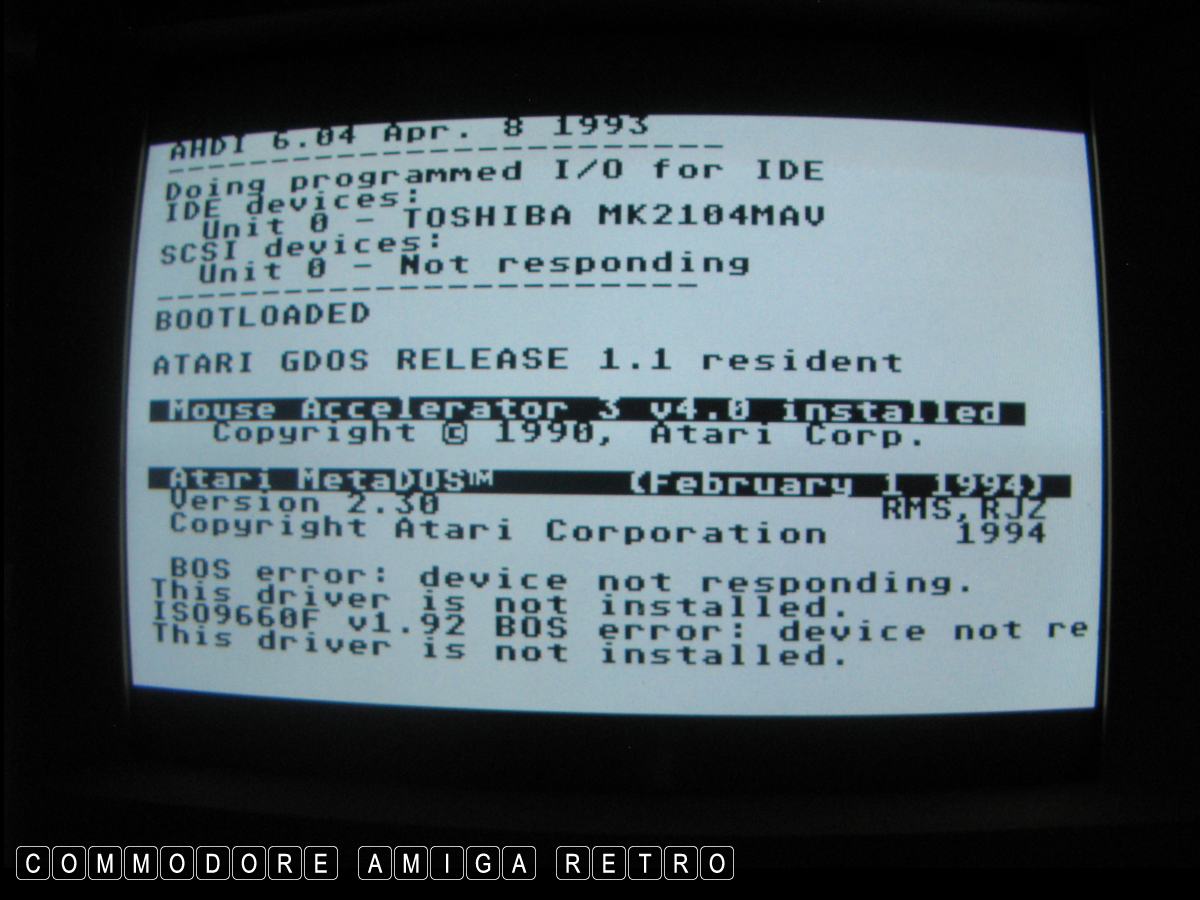 AHDI 6.04 Apr. 8 1993
------------------------
Doing programmed I/O for IDE
IDE devices:
Unit 0 - TOSHIBA MK2104MAV
SCSI devices:
Unit 0 - Not responding
------------------------
BOOTLOADED
ATARI GDOS RELEASE 1.1 resident
Mouse Accelerator 3 v4.0 installed
Copyright © 1990, Atari Corp.
Atari MetaDOS™ (February 1 1994)
Version 2.30 RMS,RJZ
Copyright Atari Corporation 1994
BOS error: device not responding.
This driver is not installed.
ISO9660F v1.92 BOS error: device not re
This driver is not installed.
COMMODORE AMIGA RETRO